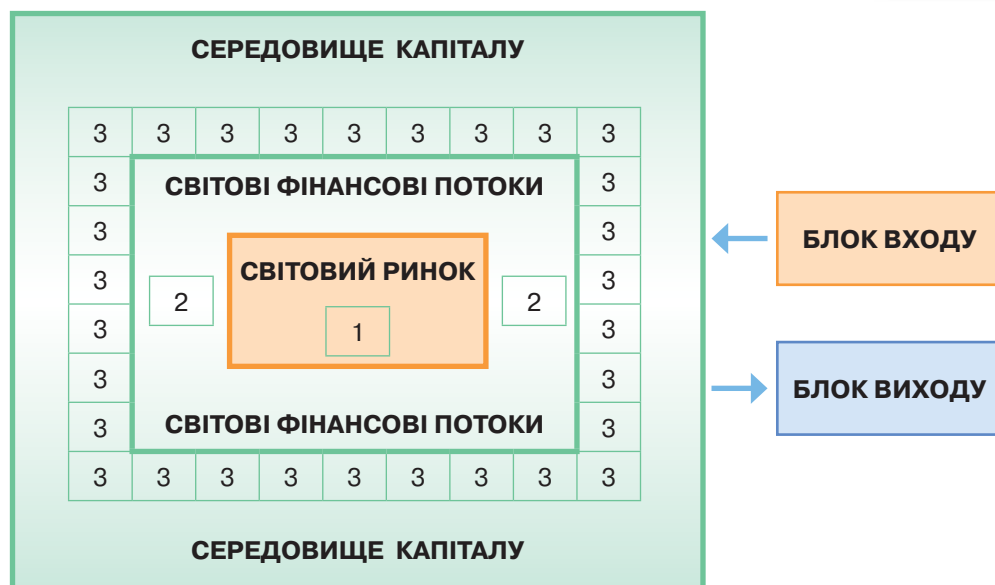 СЕРЕДОВИЩЕ КАПІТАЛУ
3 3 3 3 3 3 3 3 3
3 СВІТОВІ ФІНАНСОВІ ПОТОКИ 3
3 3
СВІТОВИЙ РИНОК
3 3
2 2
1
3 3
3 3
3 СВІТОВІ ФІНАНСОВІ ПОТОКИ 3
3 3 3 3 3 3 3 3 3
СЕРЕДОВИЩЕ КАПІТАЛУ
БЛОК ВХОДУ
БЛОК ВИХОДУ